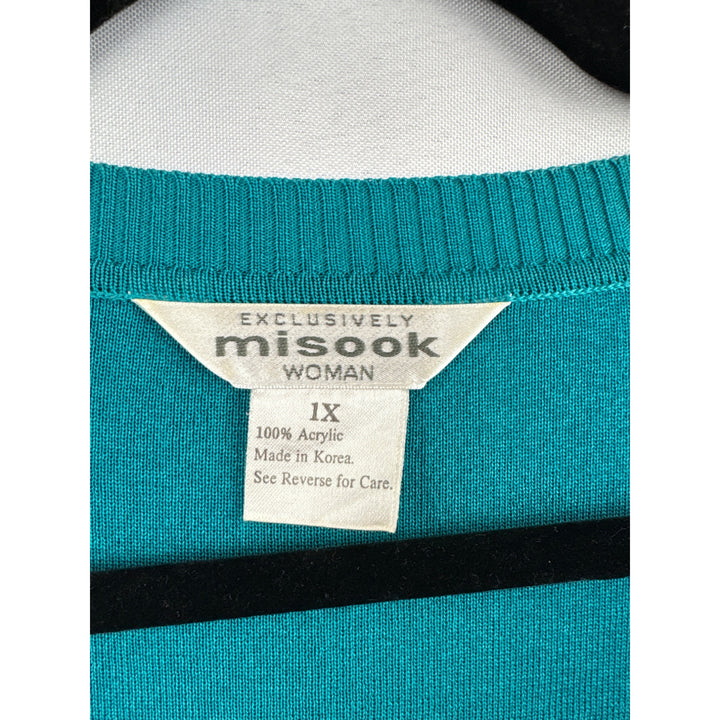 EXCLUSIVELY
misook
WOMAN
1X
100% Acrylic
Made in Korea.
See Reverse for Care.